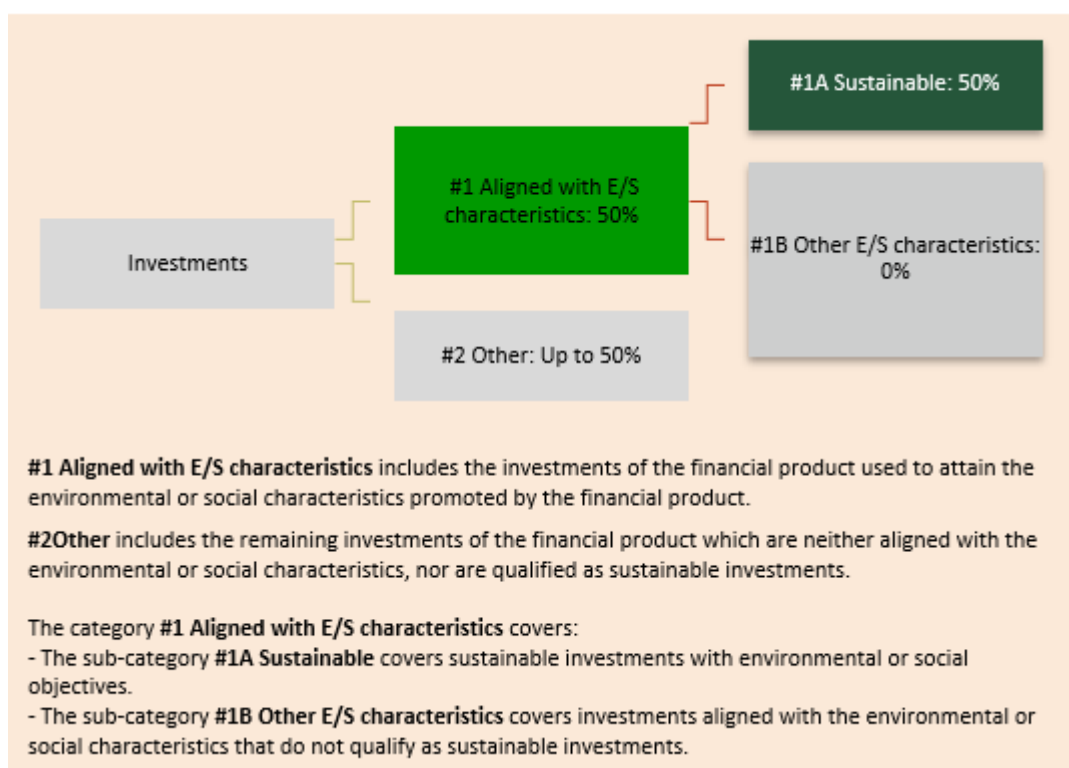 #1A Sustainable: 50%
#1 Aligned with E/S
characteristics: 50%
Investments
#1B Other E/S characteristics:
0%
#2 Other: Up to 50%
#1 Aligned with E/S characteristics includes the investments of the financial product used to attain the
environmental or social characteristics promoted by the financial product.
#2Other includes the remaining investments of the financial product which are neither aligned with the
environmental or social characteristics, nor are qualified as sustainable investments.
The category #1 Aligned with E/S characteristics covers:
- The sub-category #1A Sustainable covers sustainable investments with environmental or social
objectives.
- The sub-category #1B Other E/S characteristics covers investments aligned with the environmental or
social characteristics that do not qualify as sustainable investments.